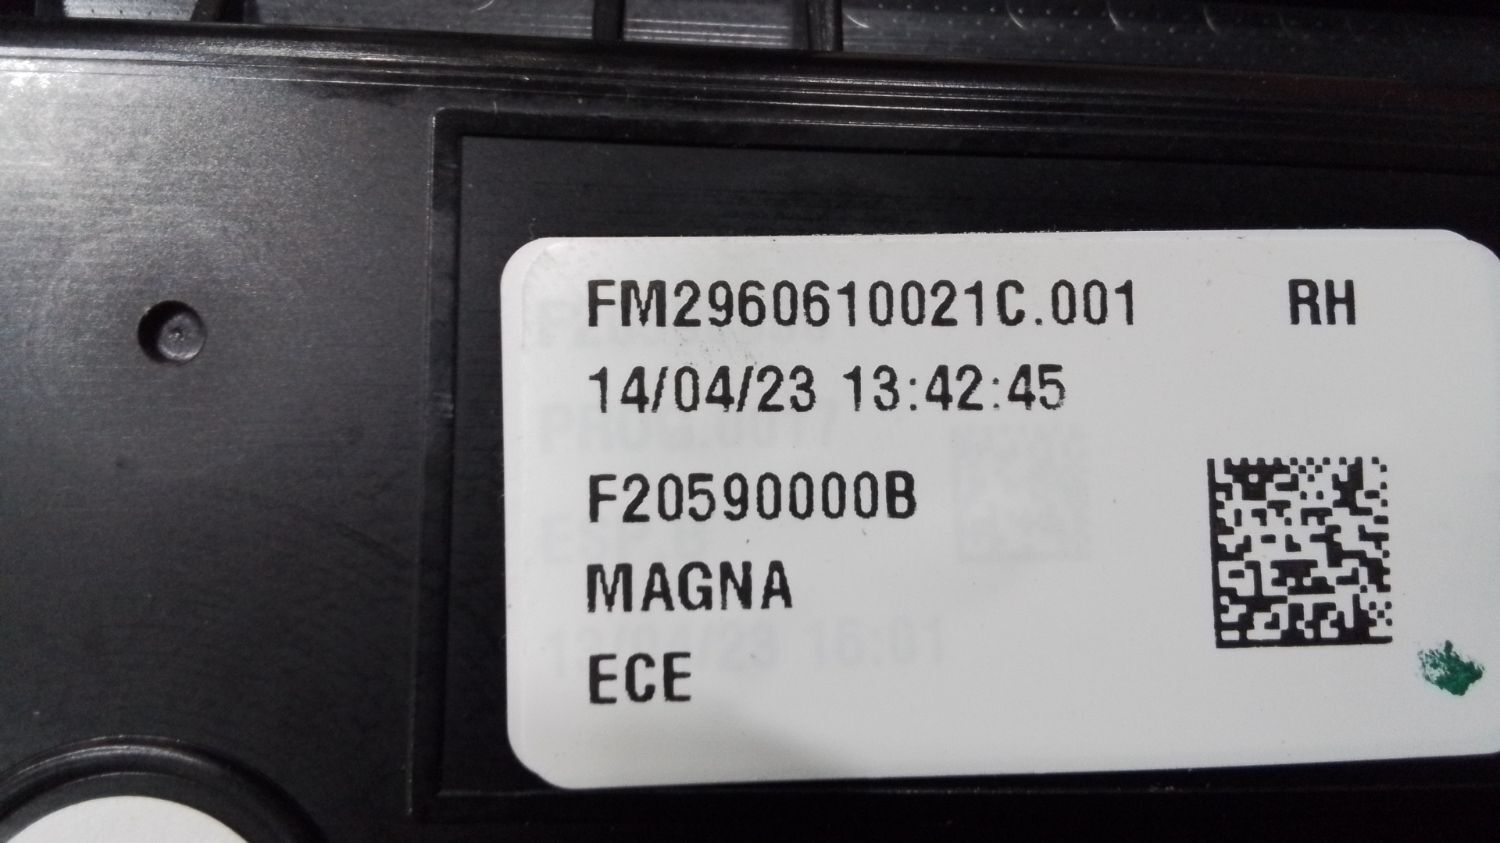 FM2960610021C.001 RH
14/04/23 13:42:45
F20590000B
MAGNA
ECE